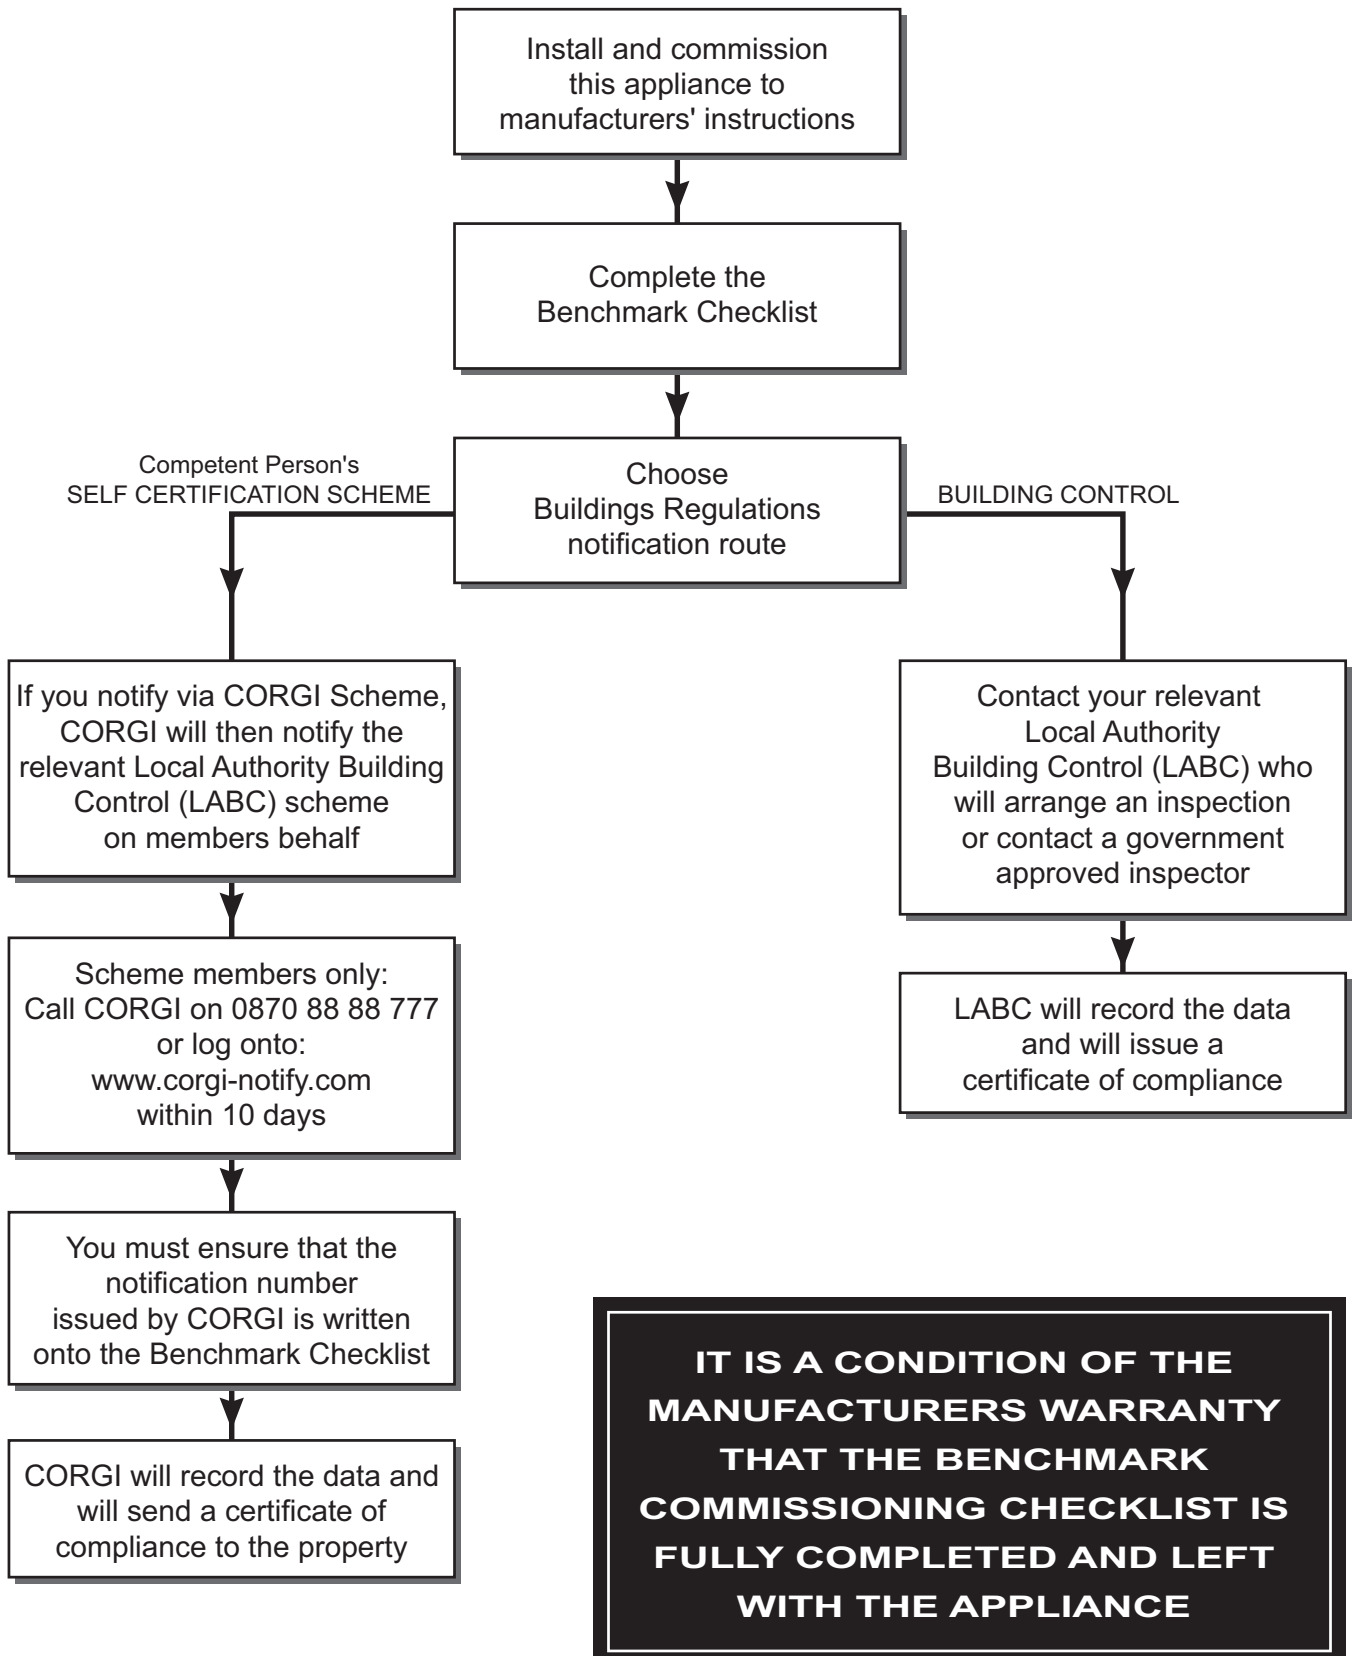 Install and commission
this appliance to
manufacturers' instructions
Complete the
Benchmark Checklist
Choose
Buildings Regulations
notification route
Competent Person's
SELF CERTIFICATION SCHEME
If you notify via CORGI Scheme,
CORGI will then notify the
relevant Local Authority Building
Control (LABC) scheme
on members behalf
Scheme members only:
Call CORGI on 0870 88 88 777
or log onto:
www.corgi-notify.com
within 10 days
You must ensure that the
notification number
issued by CORGI is written
onto the Benchmark Checklist
CORGI will record the data and
will send a certificate of
compliance to the property
BUILDING CONTROL
Contact your relevant
Local Authority
Building Control (LABC) who
will arrange an inspection
or contact a government
approved inspector
LABC will record the data
and will issue a
certificate of compliance
IT IS A CONDITION OF THE
MANUFACTURERS WARRANTY
THAT THE BENCHMARK
COMMISSIONING CHECKLIST IS
FULLY COMPLETED AND LEFT
WITH THE APPLIANCE